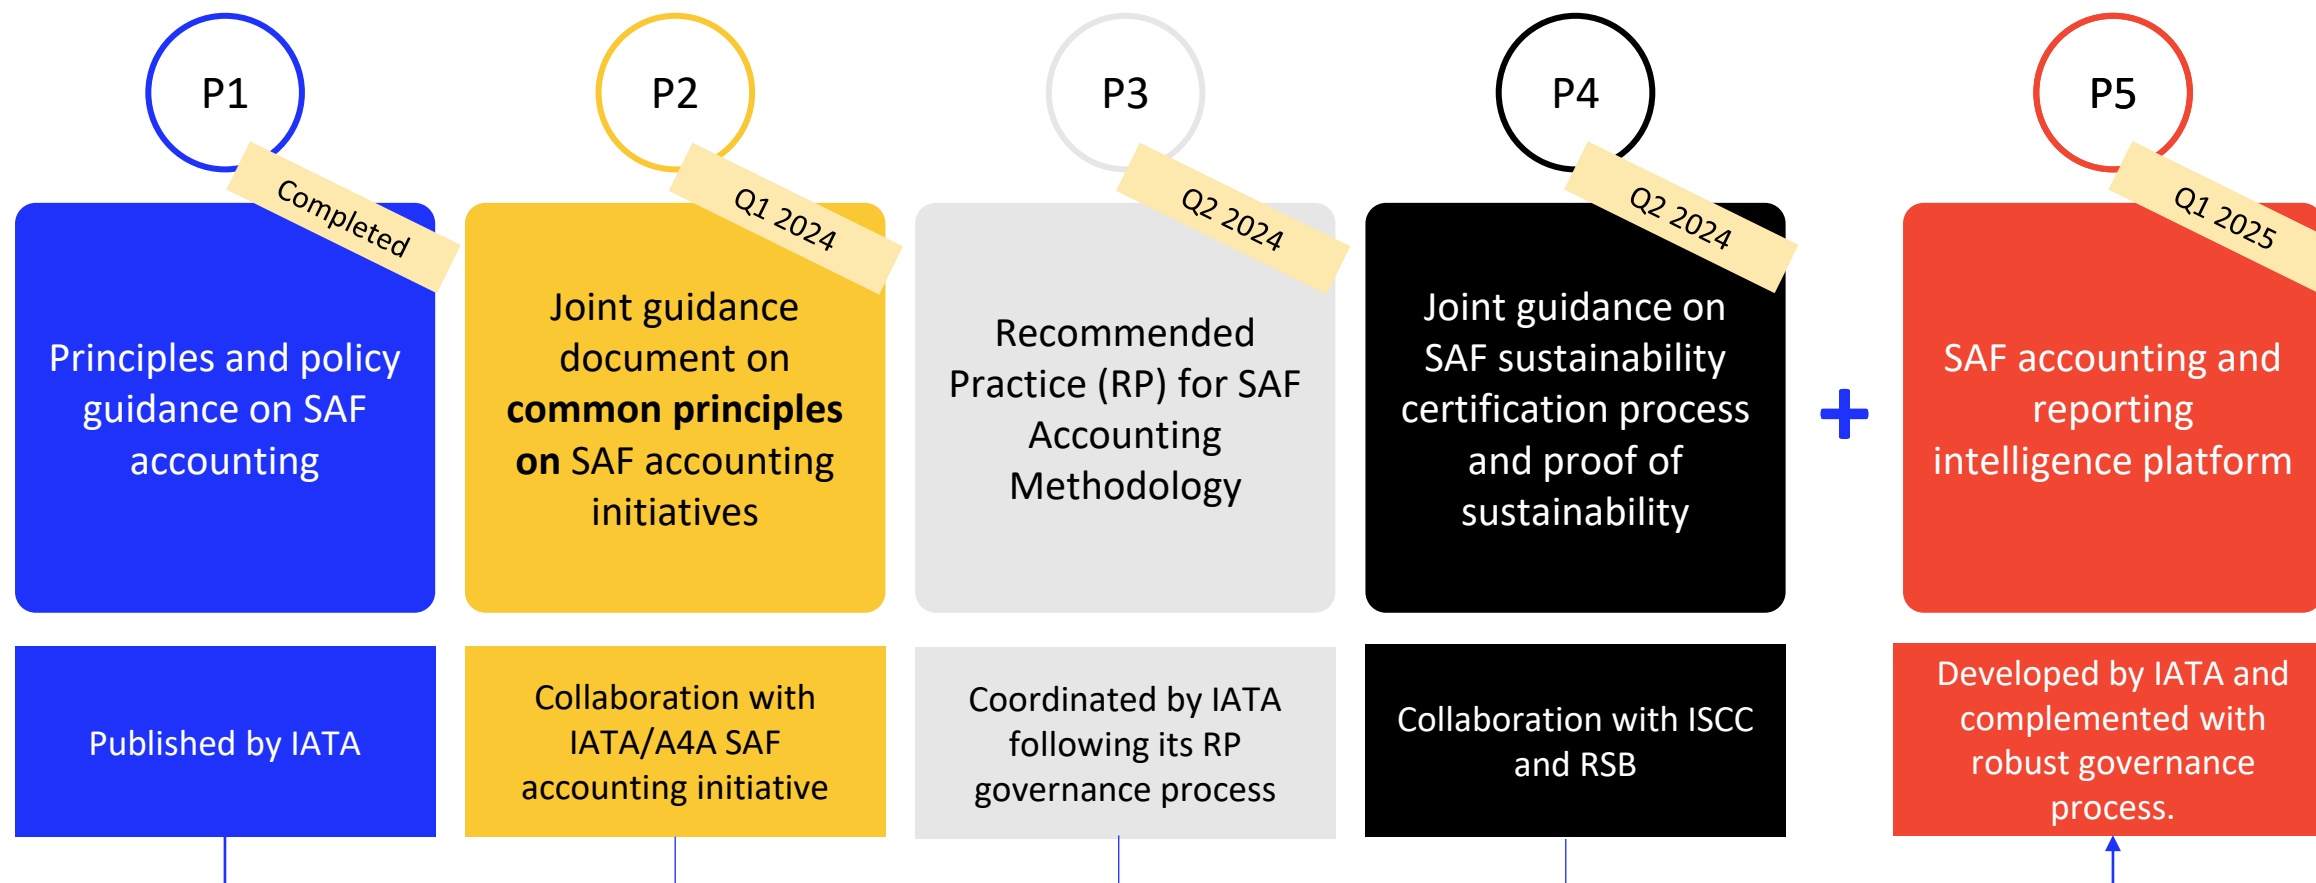 P1
Completed
Principles and policy
guidance on SAF
accounting
Published by IATA
P2
Q1 2024
Joint guidance
document on
common principles
on SAF accounting
initiatives
Collaboration with
IATA/A4A SAF
accounting initiative
P3
Q2 2024
Recommended
Practice (RP) for SAF
Accounting
Methodology
Coordinated by IATA
following its RP
governance process
P4
Q2 2024
Joint guidance on
SAF sustainability
certification process
and proof of
sustainability
Collaboration with ISCC
and RSB
+
P5
Q1 2025
SAF accounting and
reporting
intelligence platform
Developed by IATA and
complemented with
robust governance
process.